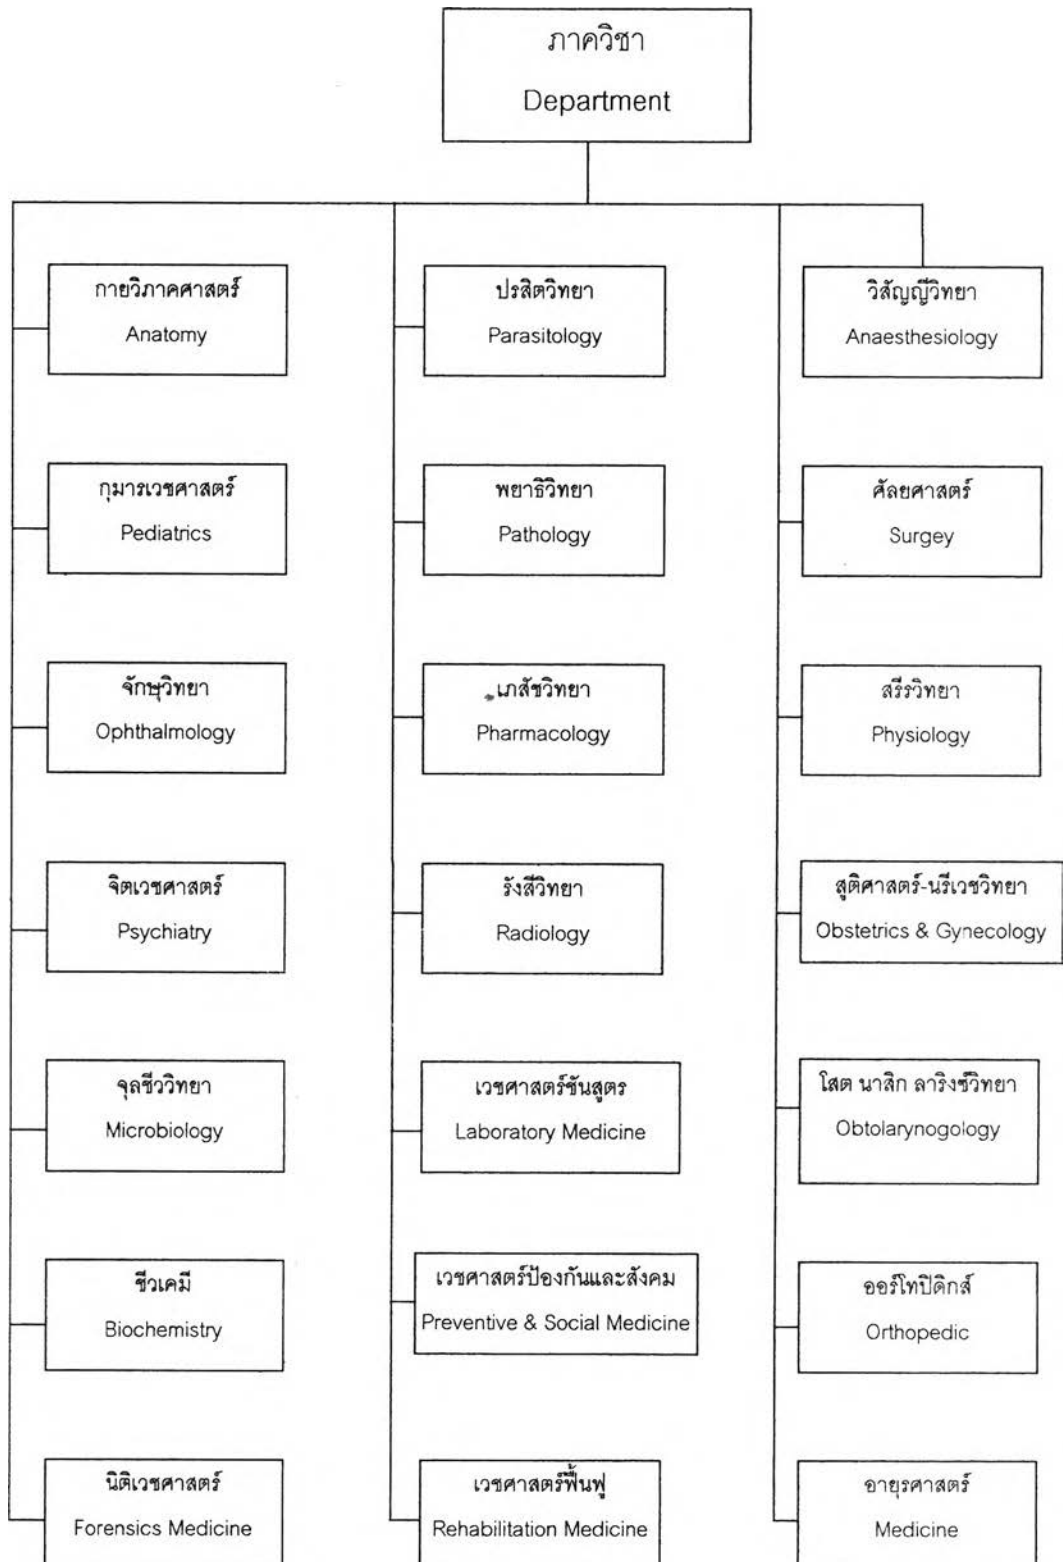 ภาควิชา
Department
กายวิภาคศาสตร์
Anatomy
กุมารเวชศาสตร์
Pediatrics
จักษุวิทยา
Ophthalmology
จิตเวชศาสตร์
Psychiatry
จุลชีววิทยา
Microbiology
ชีวเคมี
Biochemistry
นิติเวชศาสตร์
Forensics Medicine
ปรสิตวิทยา
Parasitology
พยาธิวิทยา
Pathology
เภสัชวิทยา
Pharmacology
รังสีวิทยา
Radiology
เวชศาสตร์ชันสูตร
Laboratory Medicine
เวชศาสตร์ป้องกันและสังคม
Preventive & Social Medicine
เวชศาสตร์ฟื้นฟู
Rehabilitation Medicine
วิสัญญีวิทยา
Anaesthesiology
ศัลยศาสตร์
Surgey
สรีรวิทยา
Physiology
สูติศาสตร์-นรีเวชวิทยา
Obstetrics & Gynecology
โสต นาสิก ลาริงซ์วิทยา
Obtolarynogology
ออร์โทปิดิกส์
Orthopedic
อายุรศาสตร์
Medicine